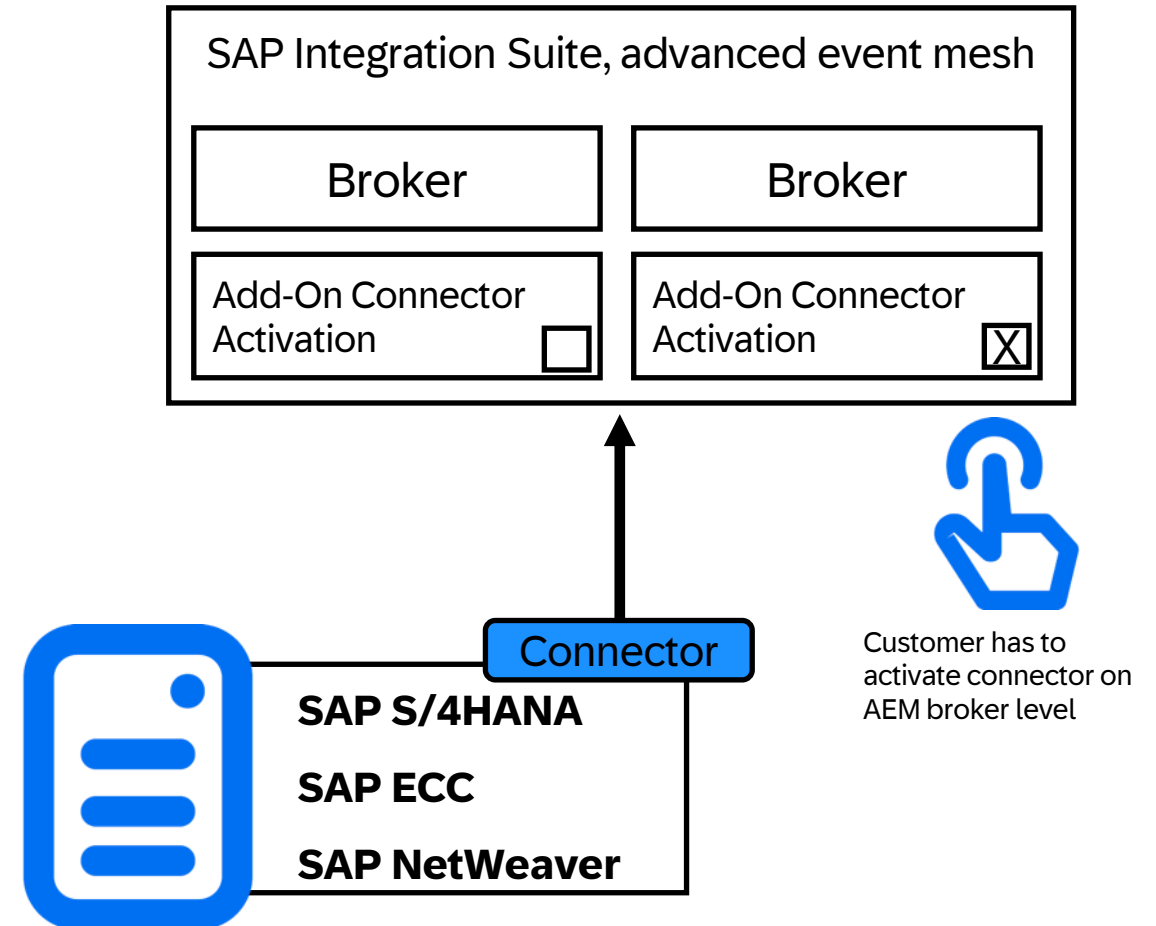 SAP Integration Suite, advanced event mesh
Broker
Broker
Add-On Connector
Activation
Add-On Connector
Activation
X
Connector
SAP S/4HANA
SAP ECC
SAP NetWeaver
Customer has to
activate connector on
AEM broker level